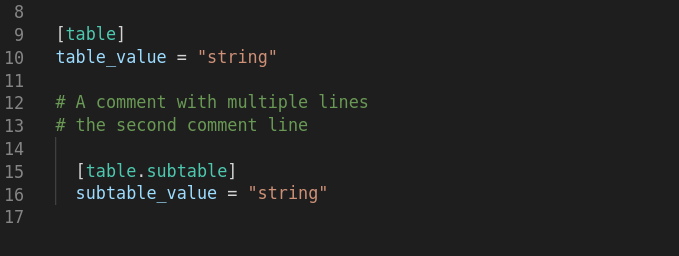 8
9 [table]
10 table_value = "string"
11
12 # A comment with multiple lines
13 # the second comment line
14
15 [table.subtable]
16 subtable_value = "string"
17